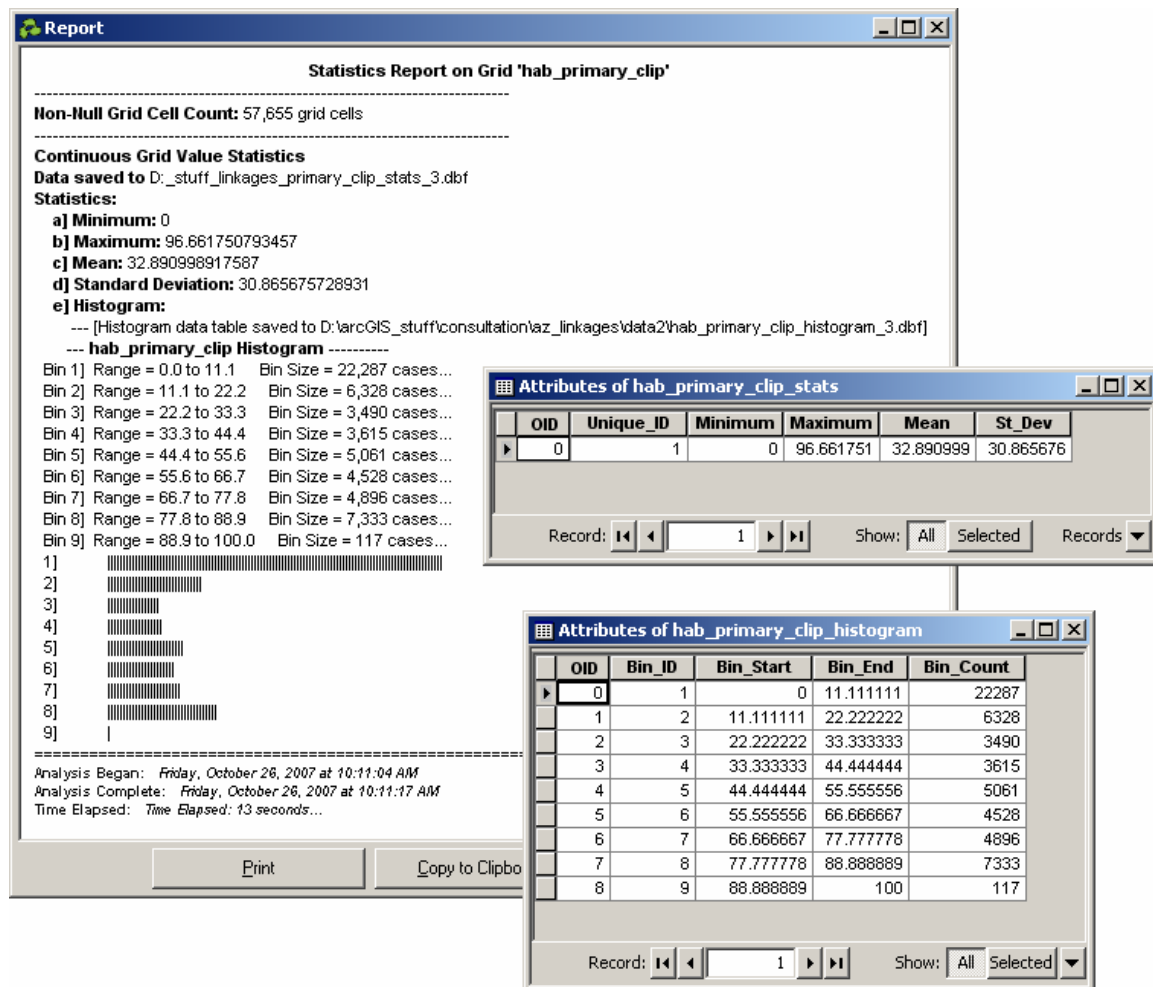 Report
Statistics Report on Grid 'hab_primary_clip'
--------------------------------------------------------------------------------
Non-Null Grid Cell Count: 57,655 grid cells
--------------------------------------------------------------------------------
Continuous Grid Value Statistics
Data saved to D:_stuff_linkages_primary_clip_stats_3.dbf
Statistics:
a] Minimum: 0
b] Maximum: 96.661750793457
c] Mean: 32.890998917587
d] Standard Deviation: 30.865675728931
e] Histogram:
--- [Histogram data table saved to D:\arcGIS_stuff\consultation\az_linkages\data2\hab_primary_clip_histogram_3.dbf]
--- hab_primary_clip Histogram ----------
Bin 1] Range = 0.0 to 11.1 Bin Size = 22,287 cases...
Bin 2] Range = 11.1 to 22.2 Bin Size = 6,328 cases...
Bin 3] Range = 22.2 to 33.3 Bin Size = 3,490 cases...
Bin 4] Range = 33.3 to 44.4 Bin Size = 3,615 cases...
Bin 5] Range = 44.4 to 55.6 Bin Size = 5,061 cases...
Bin 6] Range = 55.6 to 66.7 Bin Size = 4,528 cases...
Bin 7] Range = 66.7 to 77.8 Bin Size = 4,896 cases...
Bin 8] Range = 77.8 to 88.9 Bin Size = 7,333 cases...
Bin 9] Range = 88.9 to 100.0 Bin Size = 117 cases...
1]
2]
3]
4]
5]
6]
7]
8]
9]
Analysis Began: Friday, October 26, 2007 at 10:11:04 AM
Analysis Complete: Friday, October 26, 2007 at 10:11:17 AM
Time Elapsed: Time Elapsed: 13 seconds...
Print Copy to Clipbo
Attributes of hab_primary_clip_stats
OID Unique_ID Minimum Maximum Mean St_Dev
0 1 0 96.661751 32.890999 30.865676
Record: 1 Show: All Selected Records
Attributes of hab_primary_clip_histogram
OID Bin_ID Bin_Start Bin_End Bin_Count
0 1 0 11.111111 22287
1 2 11.111111 22.222222 6328
2 3 22.222222 33.333333 3490
3 4 33.333333 44.444444 3615
4 5 44.444444 55.555556 5061
5 6 55.555556 66.666667 4528
6 7 66.666667 77.777778 4896
7 8 77.777778 88.888889 7333
8 9 88.888889 100 117
Record: 1 Show: All Selected